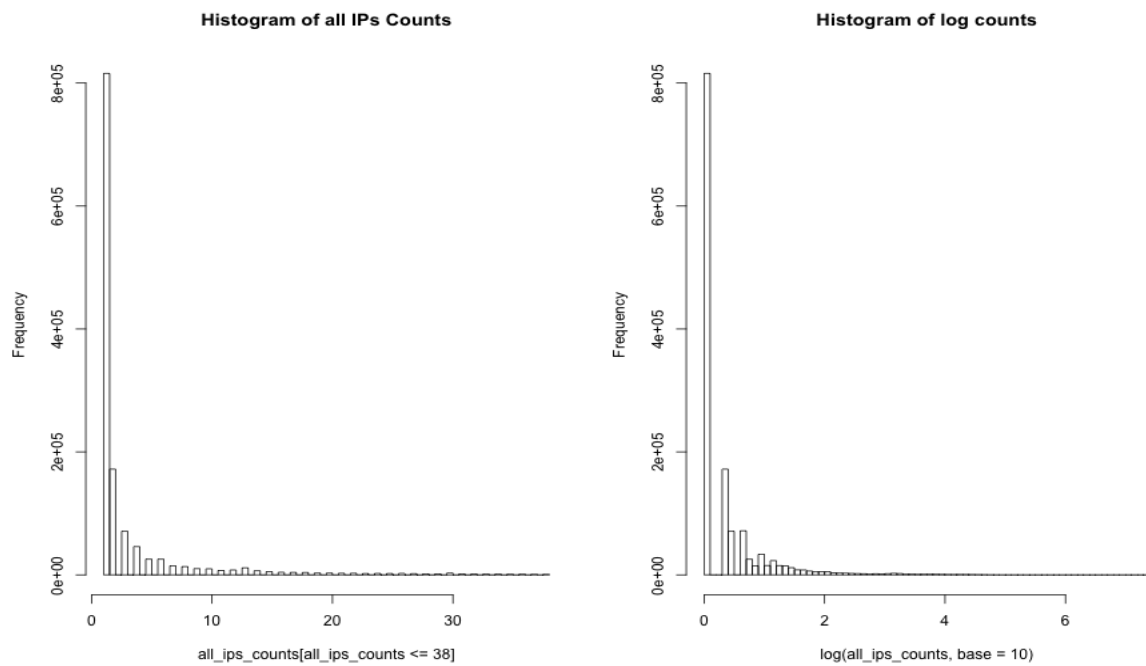 Histogram of all IPs Counts
Frequency
0e+00 2e+05 4e+05 6e+05 8e+05
0 10 20 30
all_ips_counts[all_ips_counts <= 38]
Histogram of log counts
Frequency
0e+00 2e+05 4e+05 6e+05 8e+05
0 2 4 6
log(all_ips_counts, base = 10)